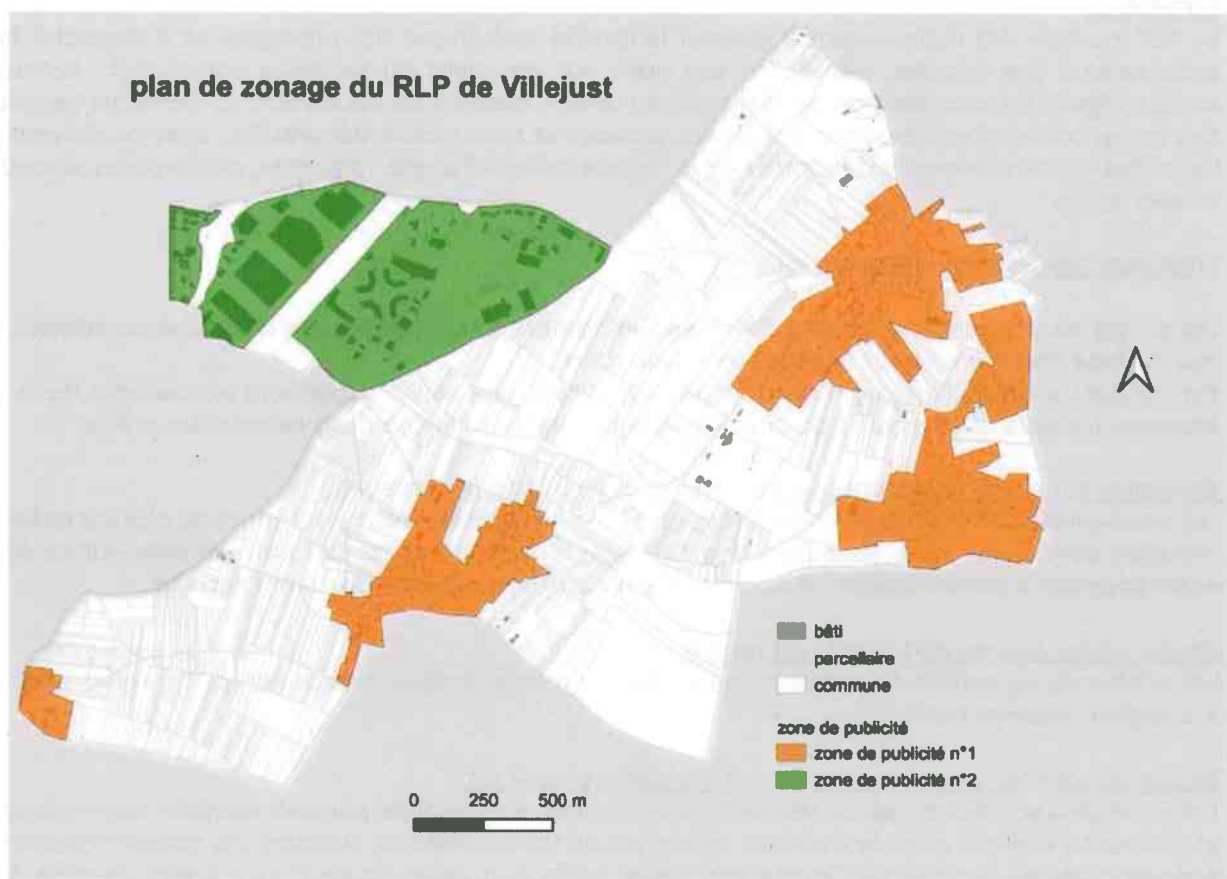 plan de zonage du RLP de Villejust
bâti
parcellaire
commune
zone de publicité
zone de publicité n°1
zone de publicité n°2
0 250 500 m